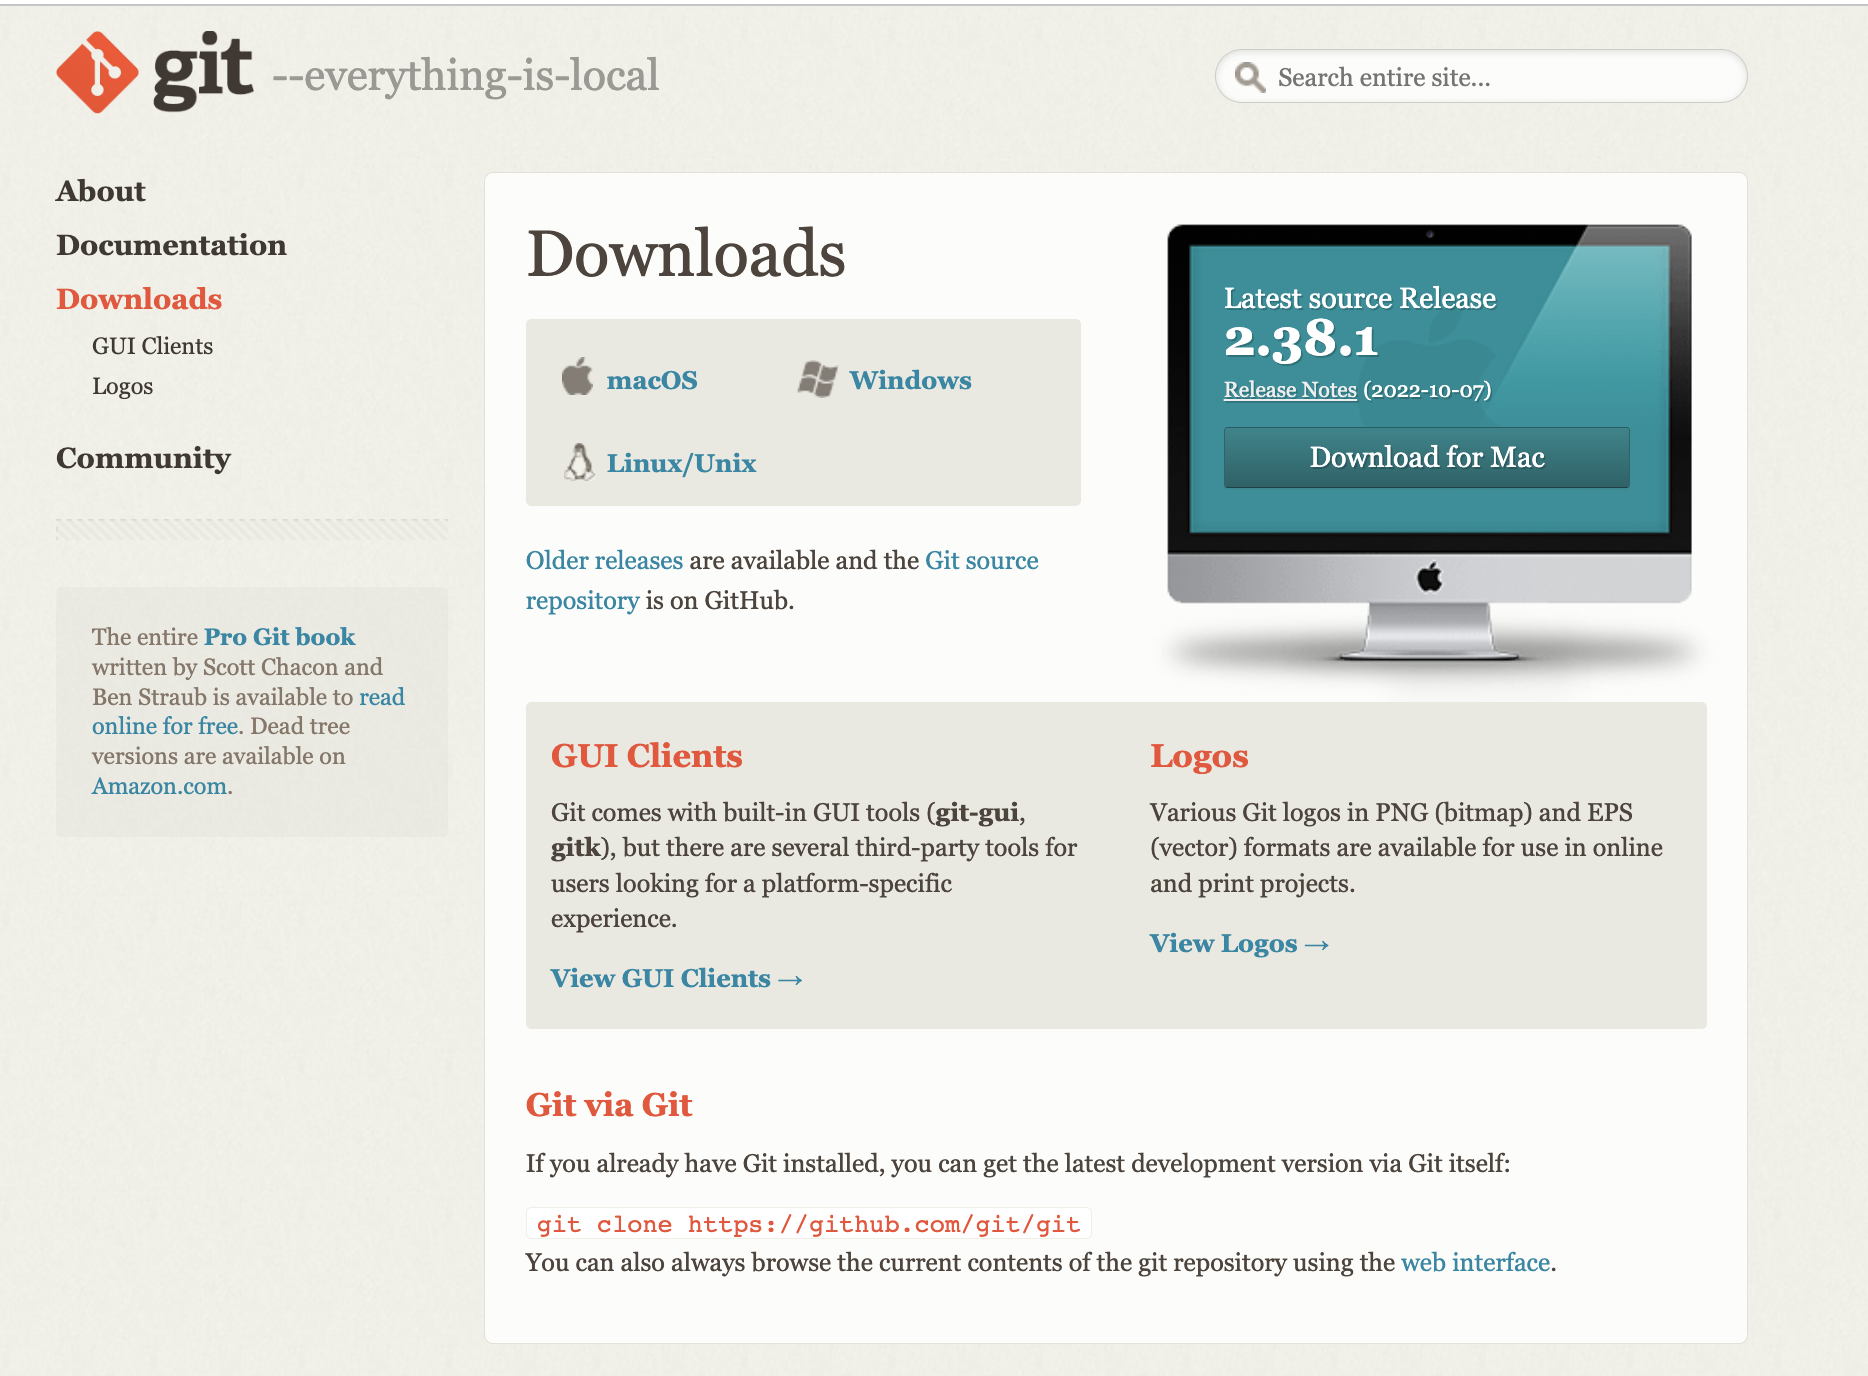 git --everything-is-local
Search entire site...
About
Documentation
Downloads
GUI Clients
Logos
Community
The entire Pro Git book
written by Scott Chacon and
Ben Straub is available to read
online for free. Dead tree
versions are available on
Amazon.com.
Downloads
macOS
Windows
Linux/Unix
Older releases are available and the Git source
repository is on GitHub.
Latest source Release
2.38.1
Release Notes (2022-10-07)
Download for Mac
GUI Clients
Git comes with built-in GUI tools (git-gui,
gitk), but there are several third-party tools for
users looking for a platform-specific
experience.
View GUI Clients →
Logos
Various Git logos in PNG (bitmap) and EPS
(vector) formats are available for use in online
and print projects.
View Logos →
Git via Git
If you already have Git installed, you can get the latest development version via Git itself:
git clone https://github.com/git/git
You can also always browse the current contents of the git repository using the web interface.